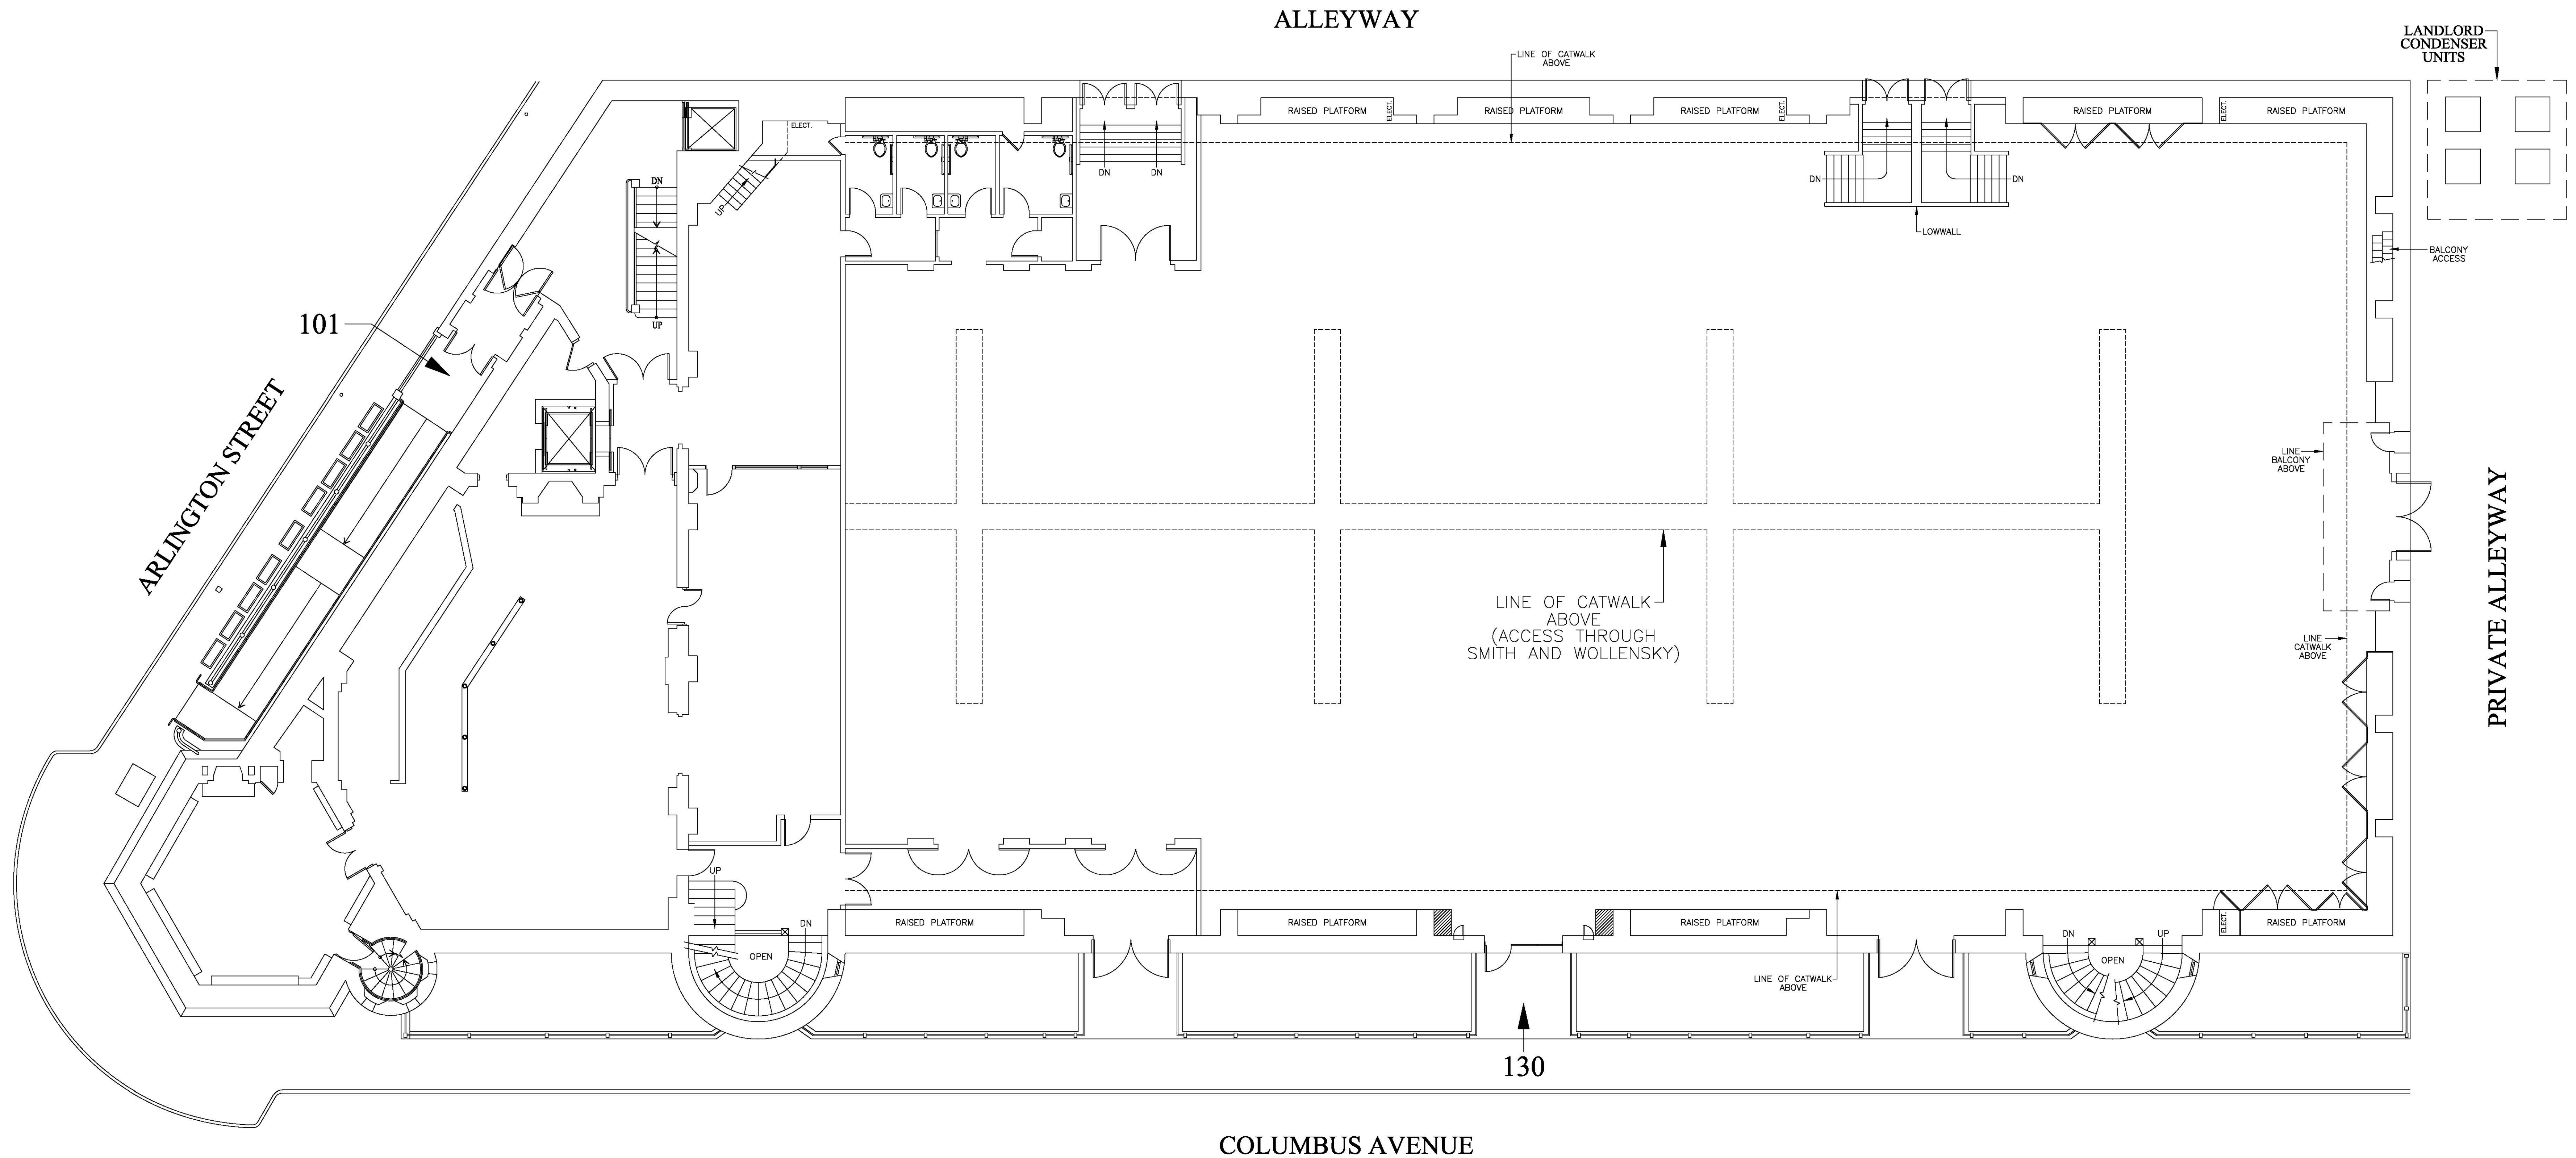 ALLEYWAY
LANDLORD
CONDENSER
UNITS
LINE OF CATWALK
ABOVE
RAISED PLATFORM
ELECT.
RAISED PLATFORM
RAISED PLATFORM
ELECT.
RAISED PLATFORM
ELECT.
RAISED PLATFORM
ELECT.
DN
UP
DN
DN
DN
DN
LOWWALL
BALCONY
ACCESS
UP
101
ARLINGTON STREET
LINE
BALCONY
ABOVE
PRIVATE ALLEYWAY
LINE OF CATWALK
ABOVE
(ACCESS THROUGH
SMITH AND WOLLENSKY)
LINE
CATWALK
ABOVE
UP
DN
RAISED PLATFORM
RAISED PLATFORM
RAISED PLATFORM
ELECT.
RAISED PLATFORM
OPEN
DN
UP
OPEN
LINE OF CATWALK
ABOVE
130
COLUMBUS AVENUE